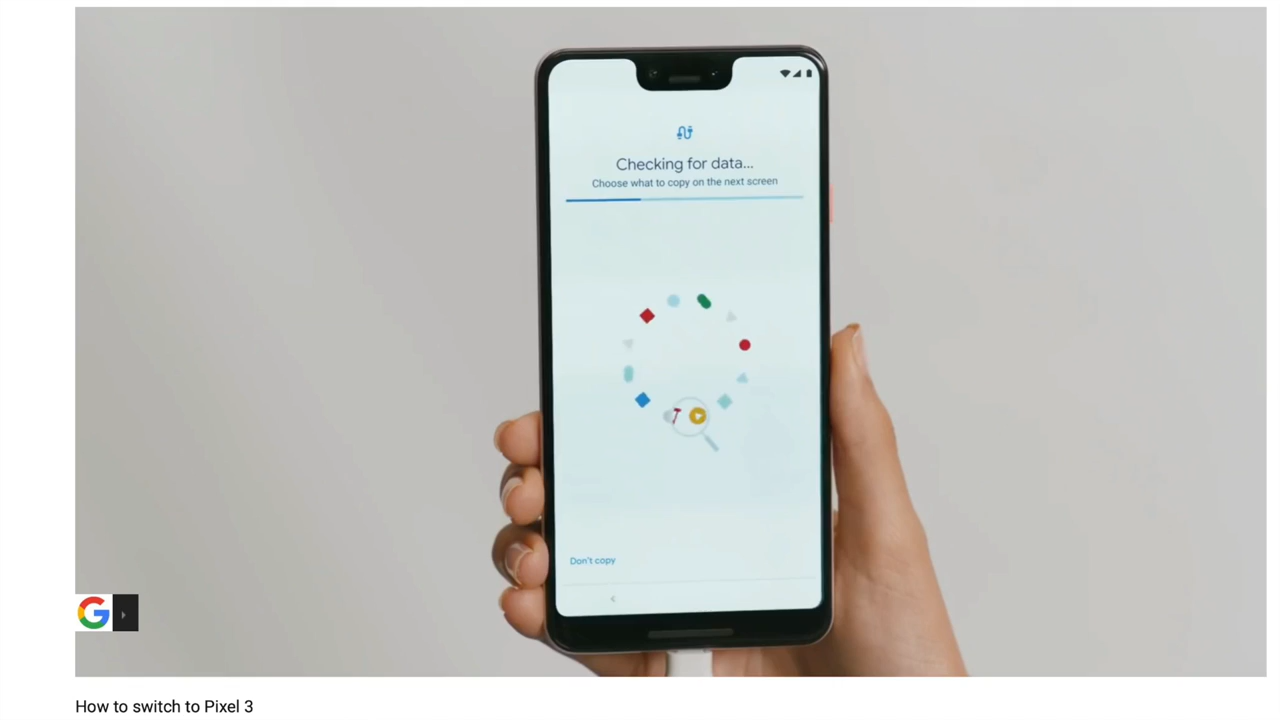 Checking for data...
Choose what to copy on the next screen
Don't copy
G
How to switch to Pixel 3